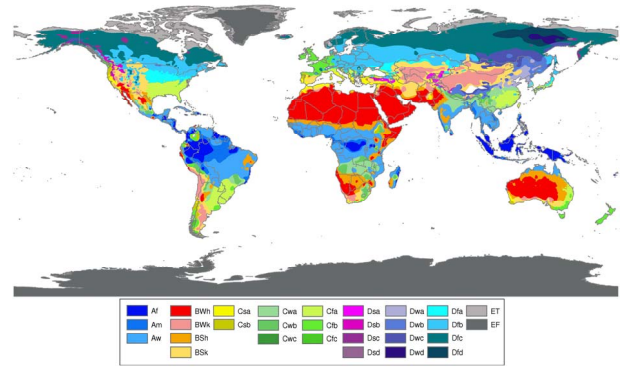 Af BWh Csa Cwa Cfa Dsa Dwa Dfa ET
Am BWk Csb Cwb Cfb Dsb Dwb Dfb EF
Aw BSh Cwc Cfc Dsc Dwc Dfc
BSk Dsd Dwd Dfd